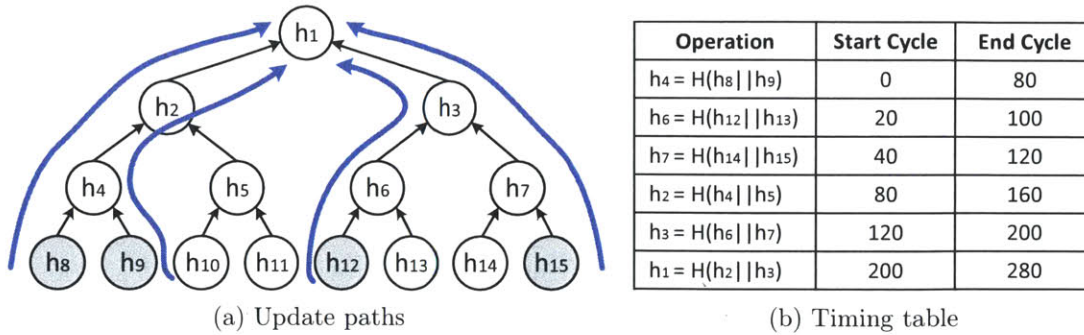 h1
h2
h3
h4
h5
h6
h7
h8
h9
h10
h11
h12
h13
h14
h15
(a) Update paths
Operation Start Cycle End Cycle
h4 = H(h8||h9) 0 80
h6 = H(h12||h13) 20 100
h7 = H(h14||h15) 40 120
h2 = H(h4||h5) 80 160
h3 = H(h6||h7) 120 200
h1 = H(h2||h3) 200 280
(b) Timing table